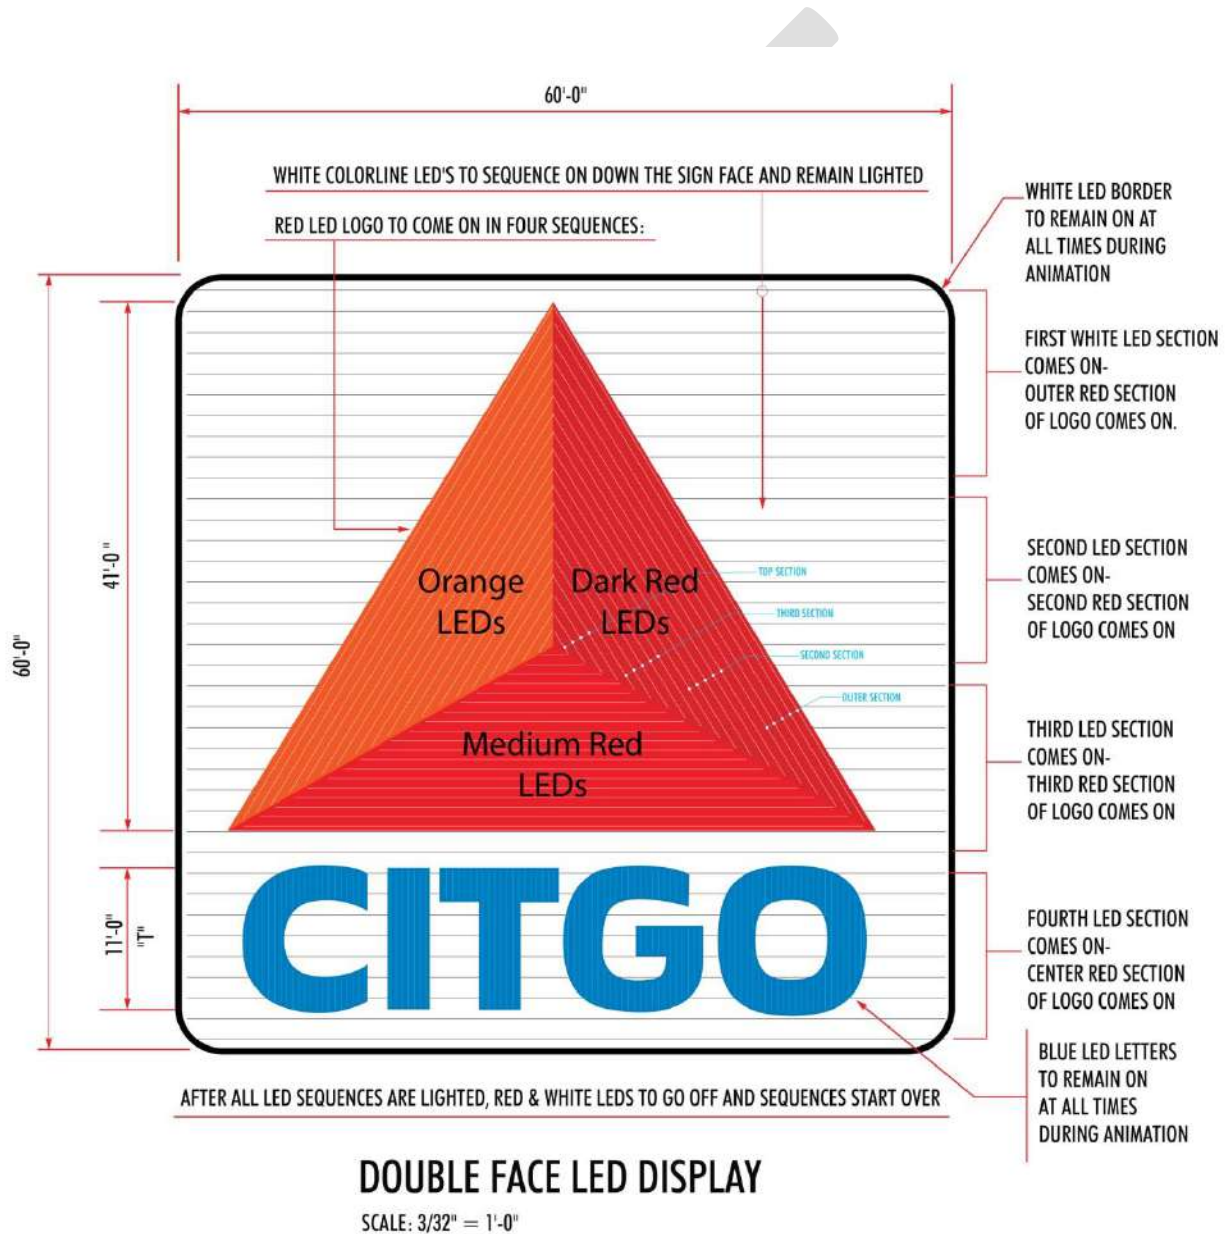 60'-0"
WHITE COLORLINE LED'S TO SEQUENCE ON DOWN THE SIGN FACE AND REMAIN LIGHTED
RED LED LOGO TO COME ON IN FOUR SEQUENCES:
WHITE LED BORDER
TO REMAIN ON AT
ALL TIMES DURING
ANIMATION
FIRST WHITE LED SECTION
COMES ON-
OUTER RED SECTION
OF LOGO COMES ON.
41'-0"
60'-0"
Orange
LEDs
Dark Red
LEDs
TOP SECTION
THIRD SECTION
SECOND SECTION
OUTER SECTION
SECOND LED SECTION
COMES ON-
SECOND RED SECTION
OF LOGO COMES ON
Medium Red
LEDs
THIRD LED SECTION
COMES ON-
THIRD RED SECTION
OF LOGO COMES ON
11'-0"
"T"
CITGO
FOURTH LED SECTION
COMES ON-
CENTER RED SECTION
OF LOGO COMES ON
BLUE LED LETTERS
TO REMAIN ON
AT ALL TIMES
DURING ANIMATION
AFTER ALL LED SEQUENCES ARE LIGHTED, RED & WHITE LEDS TO GO OFF AND SEQUENCES START OVER
DOUBLE FACE LED DISPLAY
SCALE: 3/32" = 1'-0"